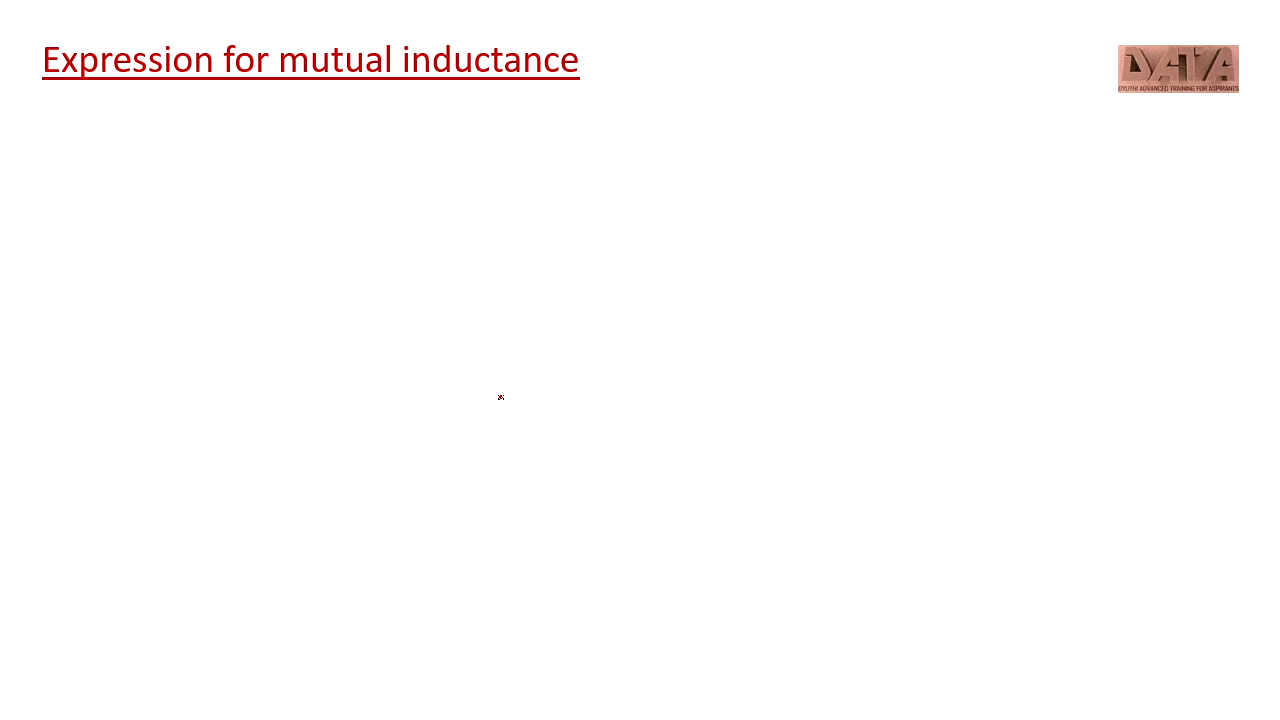 Expression for mutual inductance
DATA
DYUTHI ADVANCED TRAINING FOR ASPIRANTS